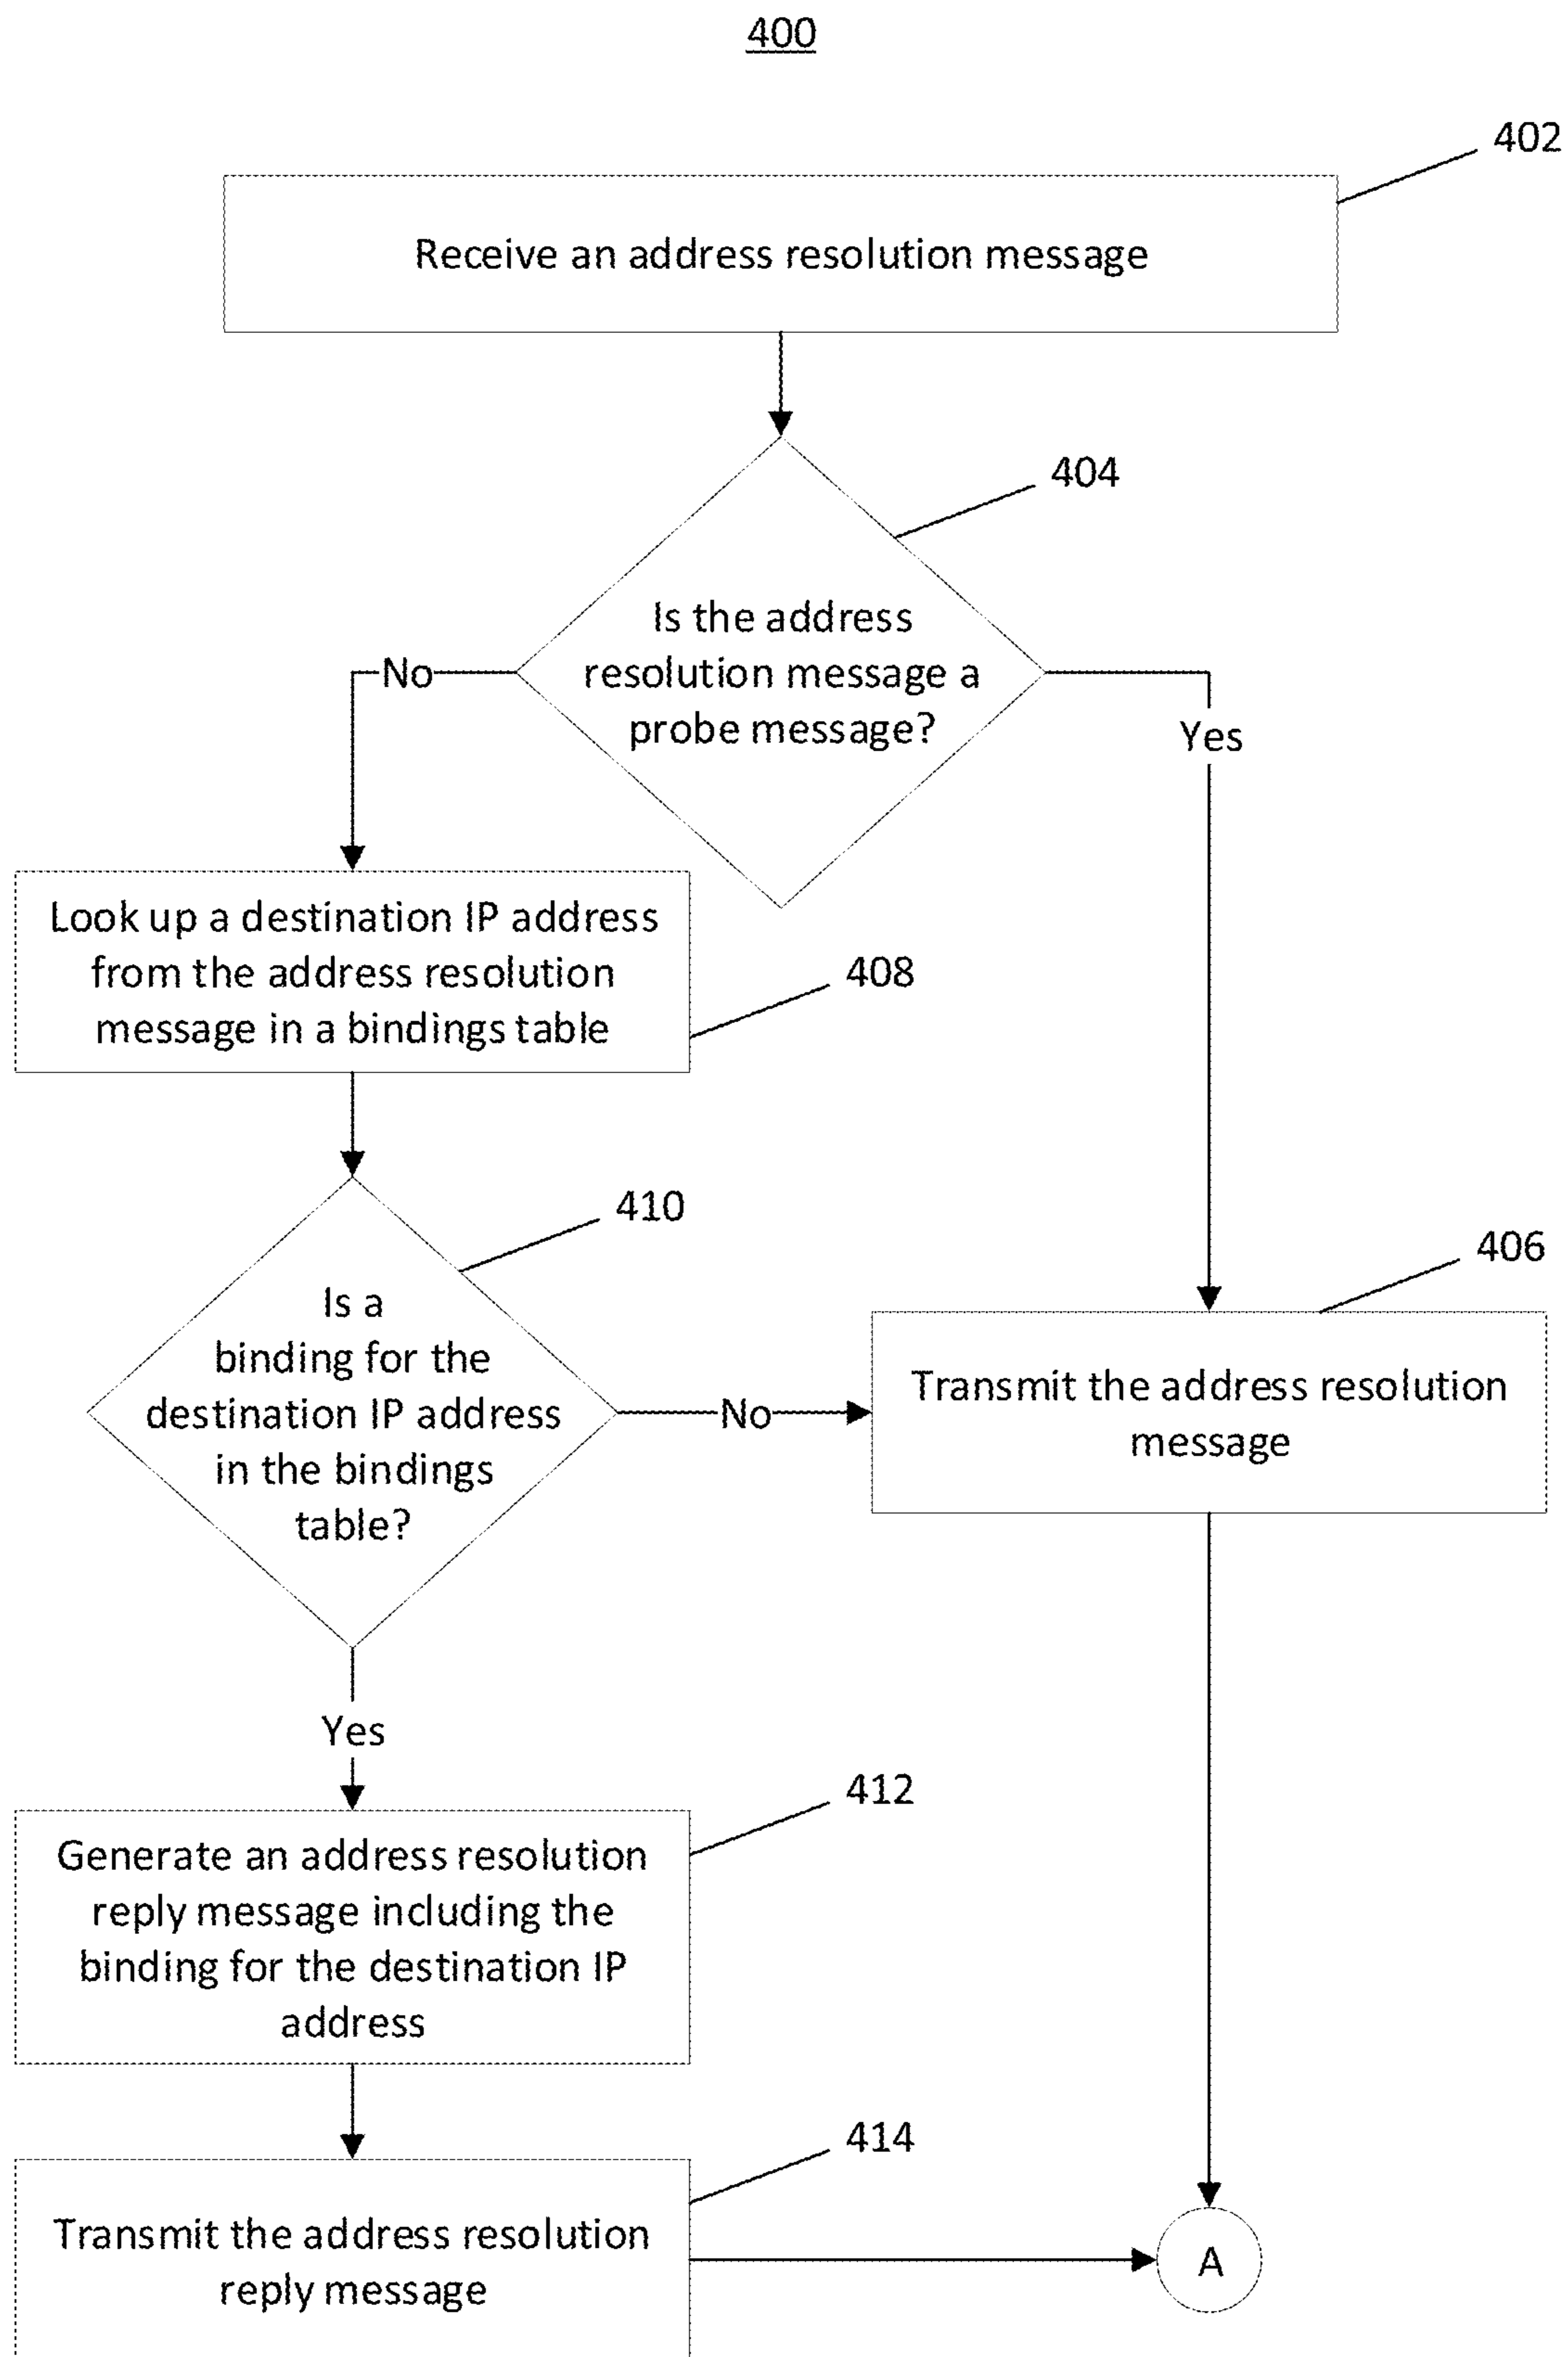 400
402
Receive an address resolution message
404
Is the address
resolution message a
probe message?
No
Yes
Look up a destination IP address
from the address resolution
message in a bindings table
408
410
Is a
binding for the
destination IP address
in the bindings
table?
No
406
Transmit the address resolution
message
Yes
412
Generate an address resolution
reply message including the
binding for the destination IP
address
414
Transmit the address resolution
reply message
A